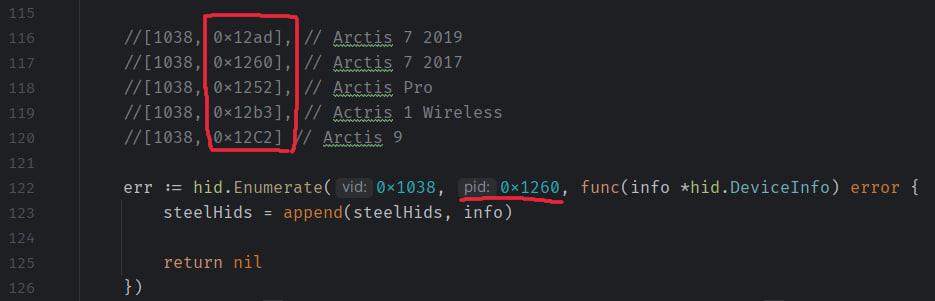 115
116 //[1038, 0×12ad], // Arctis 7 2019
117 //[1038, 0×1260], // Arctis 7 2017
118 //[1038, 0×1252], // Arctis Pro
119 //[1038, 0×12b3], // Actris 1 Wireless
120 //[1038, 0×12C2] // Arctis 9
121
122 err := hid.Enumerate( vid: 0×1038, pid: 0×1260, func(info *hid.DeviceInfo) error {
123 steelHids = append(steelHids, info)
124
125 return nil
126 })